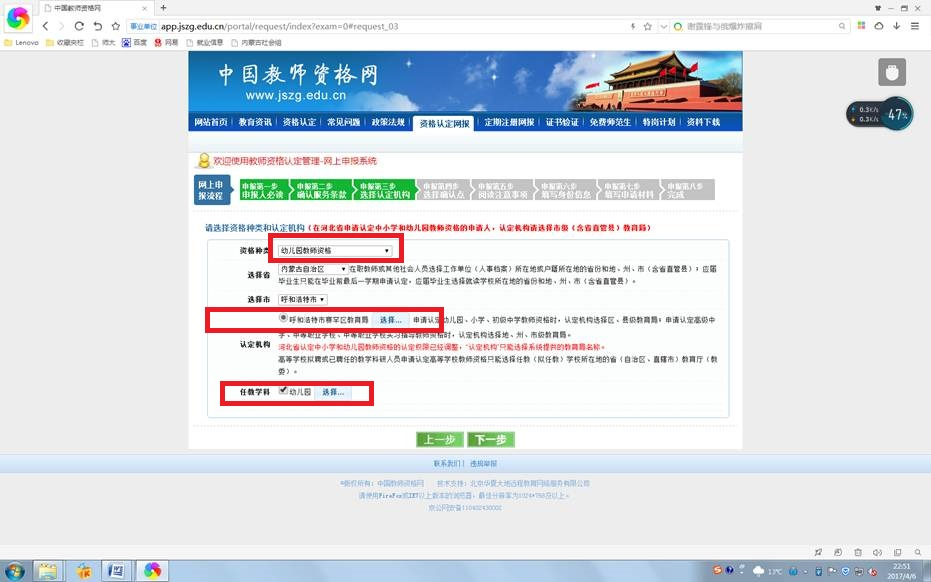 中国教师资格网
事业单位 app.jszg.edu.cn/portal/request/index?exam=0#request_03
谢霆锋与很爆炸撩网
Lenovo 收藏夹栏 师大 百度 网易 就业信息 内蒙古社会组
中国教师资格网
www.jszg.edu.cn
0.3K/s
0.3K/s
47%
网站首页 教育资讯 资格认定 常见问题 政策法规 资格认定网报 定期注册网报 证书验证 免费师范生 特岗计划 资料下载
欢迎使用教师资格认定管理-网上申报系统
网上申报流程
申报第一步 申报第二步 申报第三步 申报第四步 申报第五步 申报第六步 申报第七步 申报第八步
申报人必读 确认服务条款 选择认定机构 选择确认点 阅读注意事项 填写身份信息 填写申请材料 完成
请选择资格种类和认定机构（在河北省申请认定中小学和幼儿园教师资格的申请人，认定机构请选择市级（含省直管县）教育局）
资格种类 幼儿园教师资格
选择省 内蒙古自治区 在职教师或其他社会人员选择工作单位（人事档案）所在地或户籍所在地的省份和地、州、市（含省直管县）；应届
毕业生只能在毕业前最后一学期申请认定，应届毕业生选择就读学校所在地的省份和地、州、市（含省直管县）。
选择市 呼和浩特市
呼和浩特市赛罕区教育局 选择... 申请认定幼儿园、小学、初级中学教师资格时，认定机构选择区、县级教育局；申请认定高级中
学、中等职业学校、中等职业学校实习指导教师资格时，认定机构选择地、州、市级教育局。
认定机构
河北省认定中小学和幼儿园教师资格的认定权限已经调整，"认定机构"只能选择系统提供的教育局名称。
高等学校拟聘或已聘任的教学科研人员申请认定高等学校教师资格只能选择任教（拟任教）学校所在地的省（自治区、直辖市）教育厅（教
委）。
任教学科 幼儿园 选择...
上一步 下一步
联系我们 | 违规举报
©版权所有：中国教师资格网 技术支持：北京华夏大地远程教育网络服务有限公司
请使用FireFox或IE7以上版本的浏览器；最佳分辨率为1024*768及以上。
京公网安备110402430002
13℃
22:51
2017/4/6